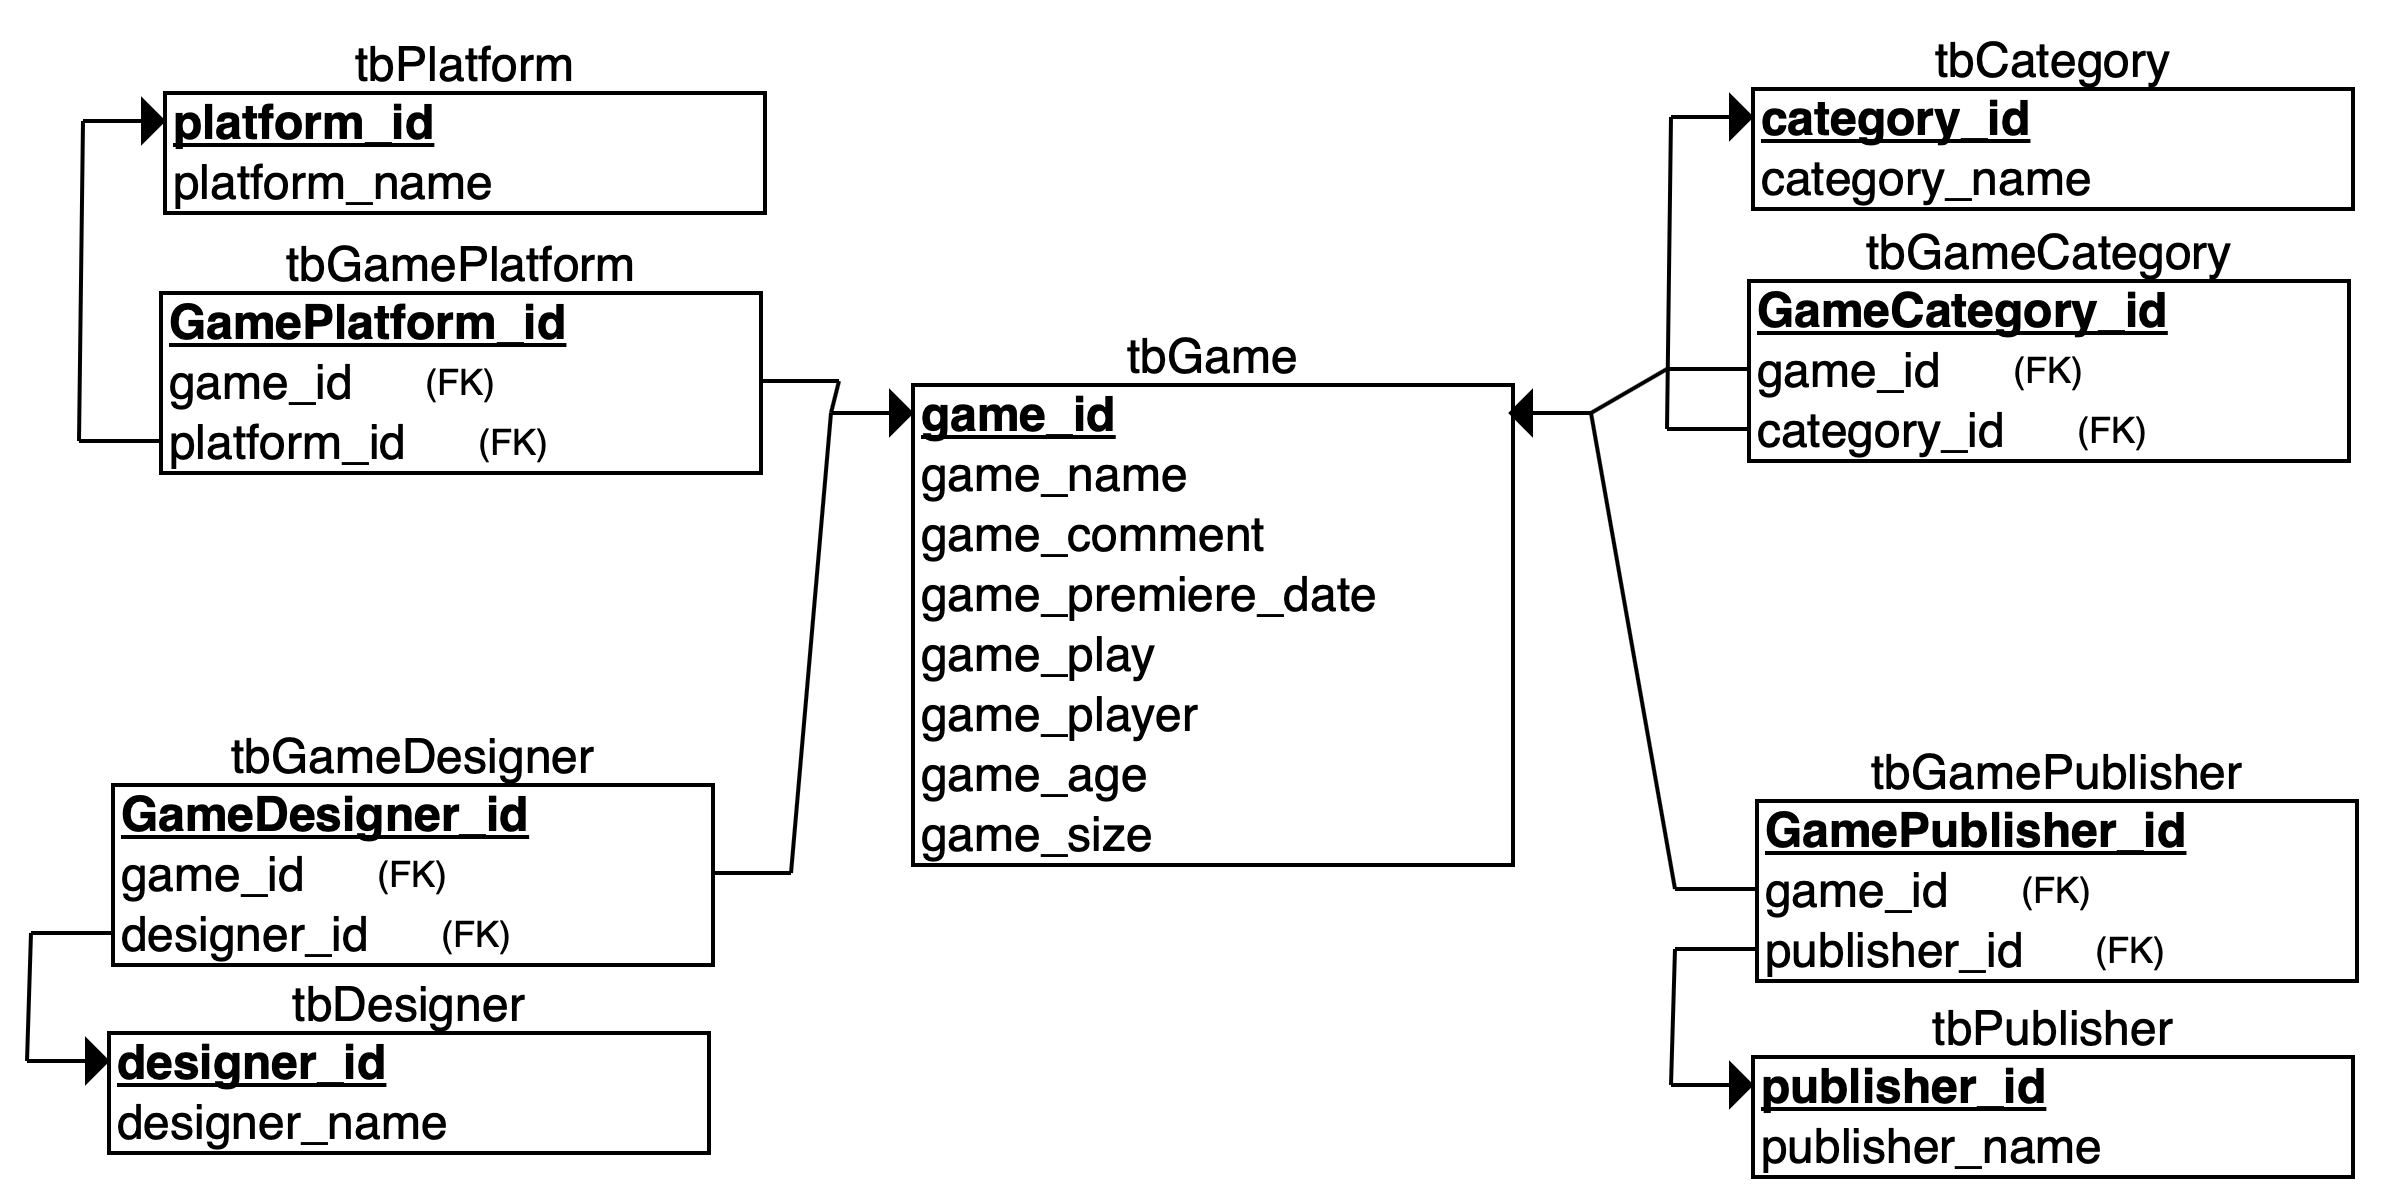 tbPlatform
platform_id
platform_name
tbGamePlatform
GamePlatform_id
game_id (FK)
platform_id (FK)
tbGameDesigner
GameDesigner_id
game_id (FK)
designer_id (FK)
tbDesigner
designer_id
designer_name
tbGame
game_id
game_name
game_comment
game_premiere_date
game_play
game_player
game_age
game_size
tbCategory
category_id
category_name
tbGameCategory
GameCategory_id
game_id (FK)
category_id (FK)
tbGamePublisher
GamePublisher_id
game_id (FK)
publisher_id (FK)
tbPublisher
publisher_id
publisher_name